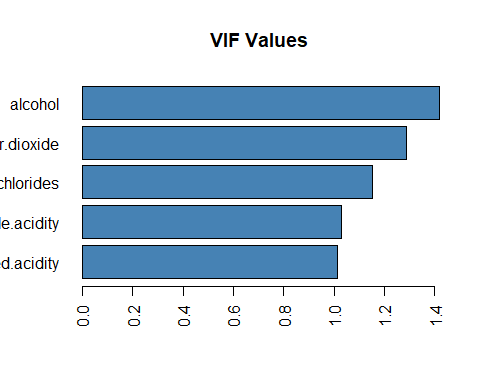 VIF Values
alcohol
r.dioxide
chlorides
le.acidity
ed.acidity
0.0
0.2
0.4
0.6
0.8
1.0
1.2
1.4